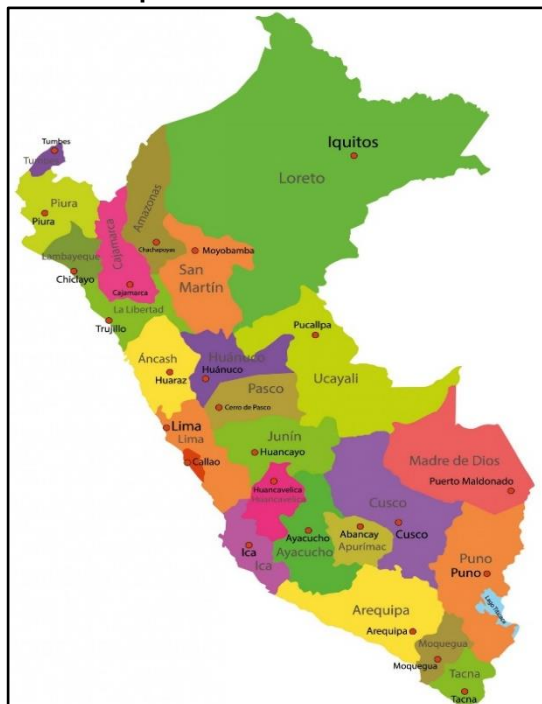 Tumbes
Tumbes
Piura
Piura
Lambayeque
Chiclayo
Cajamarca
Cajamarca
Amazonas
Chachapoyas
Iquitos
Loreto
Moyobamba
San
Martín
La Libertad
Trujillo
Áncash
Huaraz
Huánuco
Huánuco
Pucallpa
Ucayali
Pasco
Cerro de Pasco
Lima
Lima
Callao
Junín
Huancayo
Huancavelica
Huancavelica
Madre de Dios
Puerto Maldonado
Cusco
Cusco
Ayacucho
Ayacucho
Abancay
Apurímac
Ica
Ica
Puno
Puno
Lago Titicaca
Arequipa
Arequipa
Moquegua
Moquegua
Tacna
Tacna